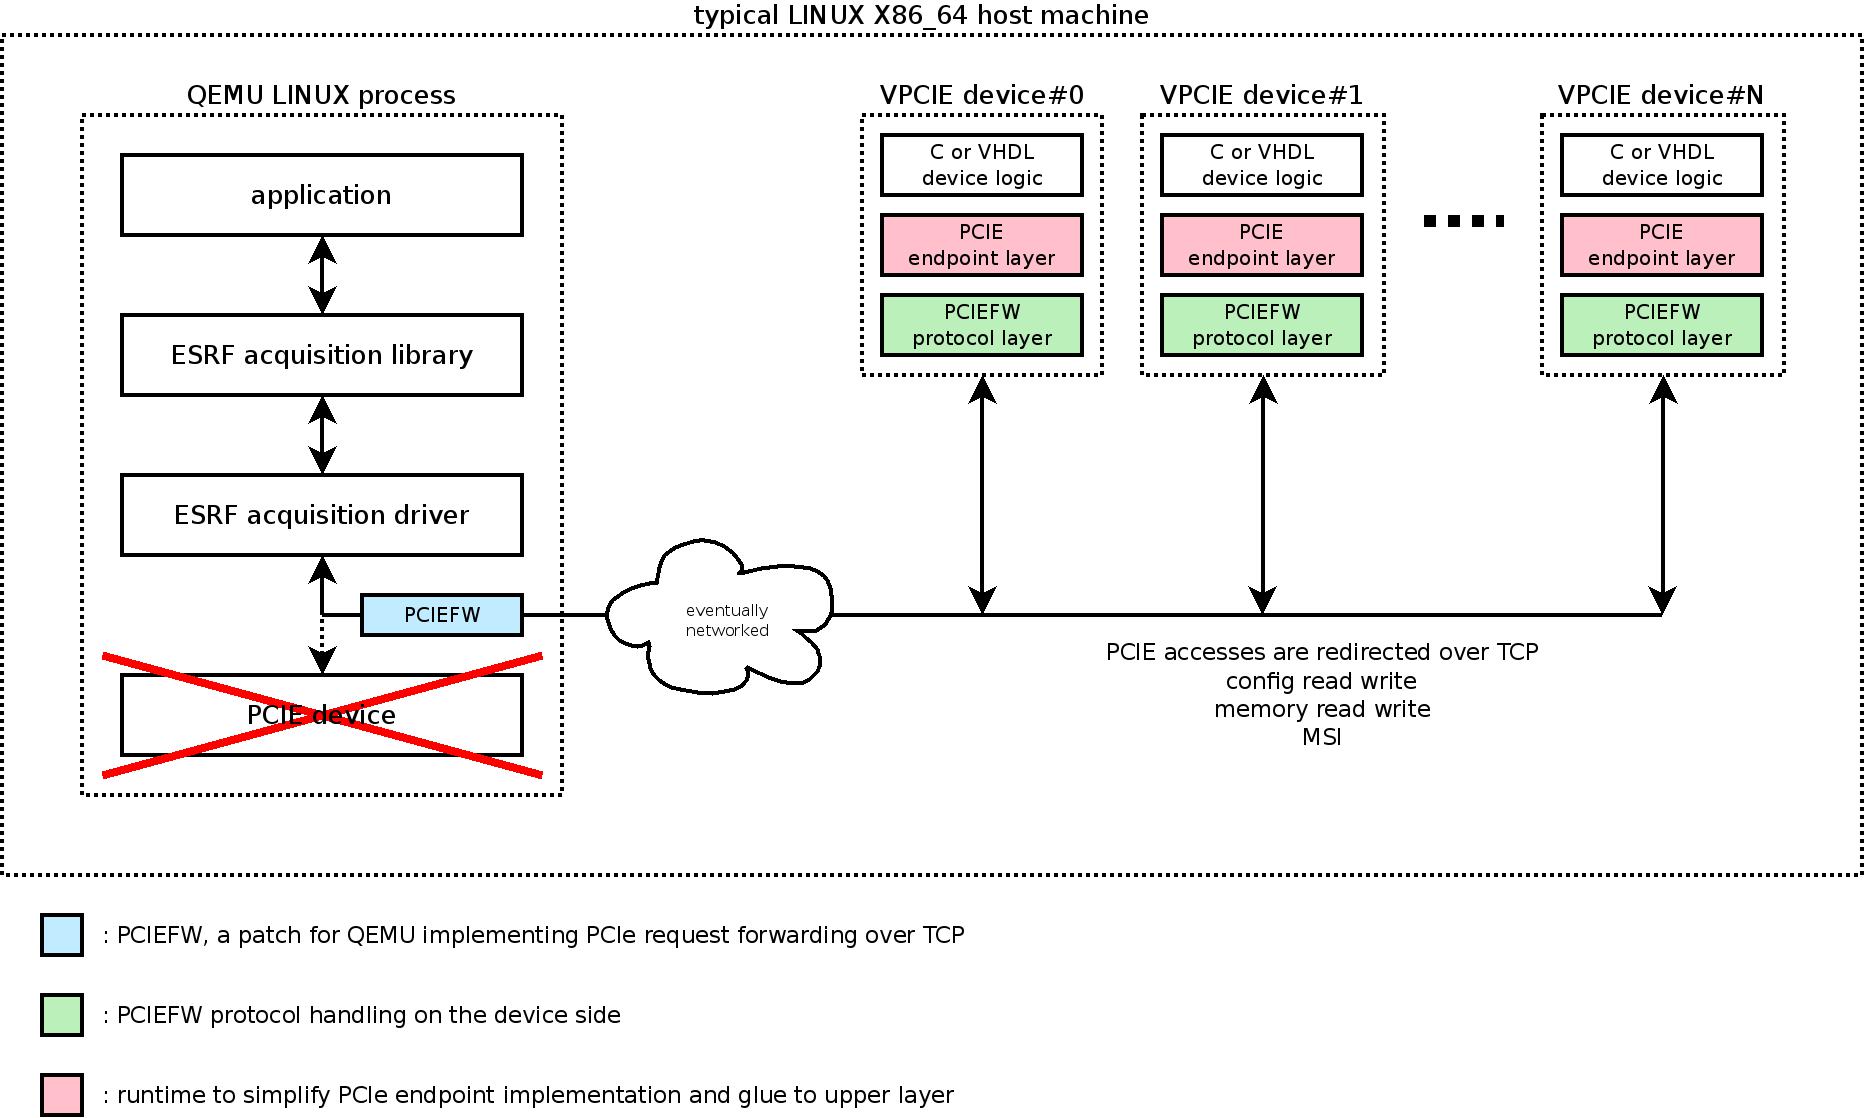 typical LINUX X86_64 host machine
QEMU LINUX process
application
ESRF acquisition library
ESRF acquisition driver
PCIEFW
PCIE device
eventually
networked
VPCIE device#0
C or VHDL
device logic
PCIE
endpoint layer
PCIEFW
protocol layer
VPCIE device#1
C or VHDL
device logic
PCIE
endpoint layer
PCIEFW
protocol layer
VPCIE device#N
C or VHDL
device logic
PCIE
endpoint layer
PCIEFW
protocol layer
PCIE accesses are redirected over TCP
config read write
memory read write
MSI
: PCIEFW, a patch for QEMU implementing PCIe request forwarding over TCP
: PCIEFW protocol handling on the device side
: runtime to simplify PCIe endpoint implementation and glue to upper layer